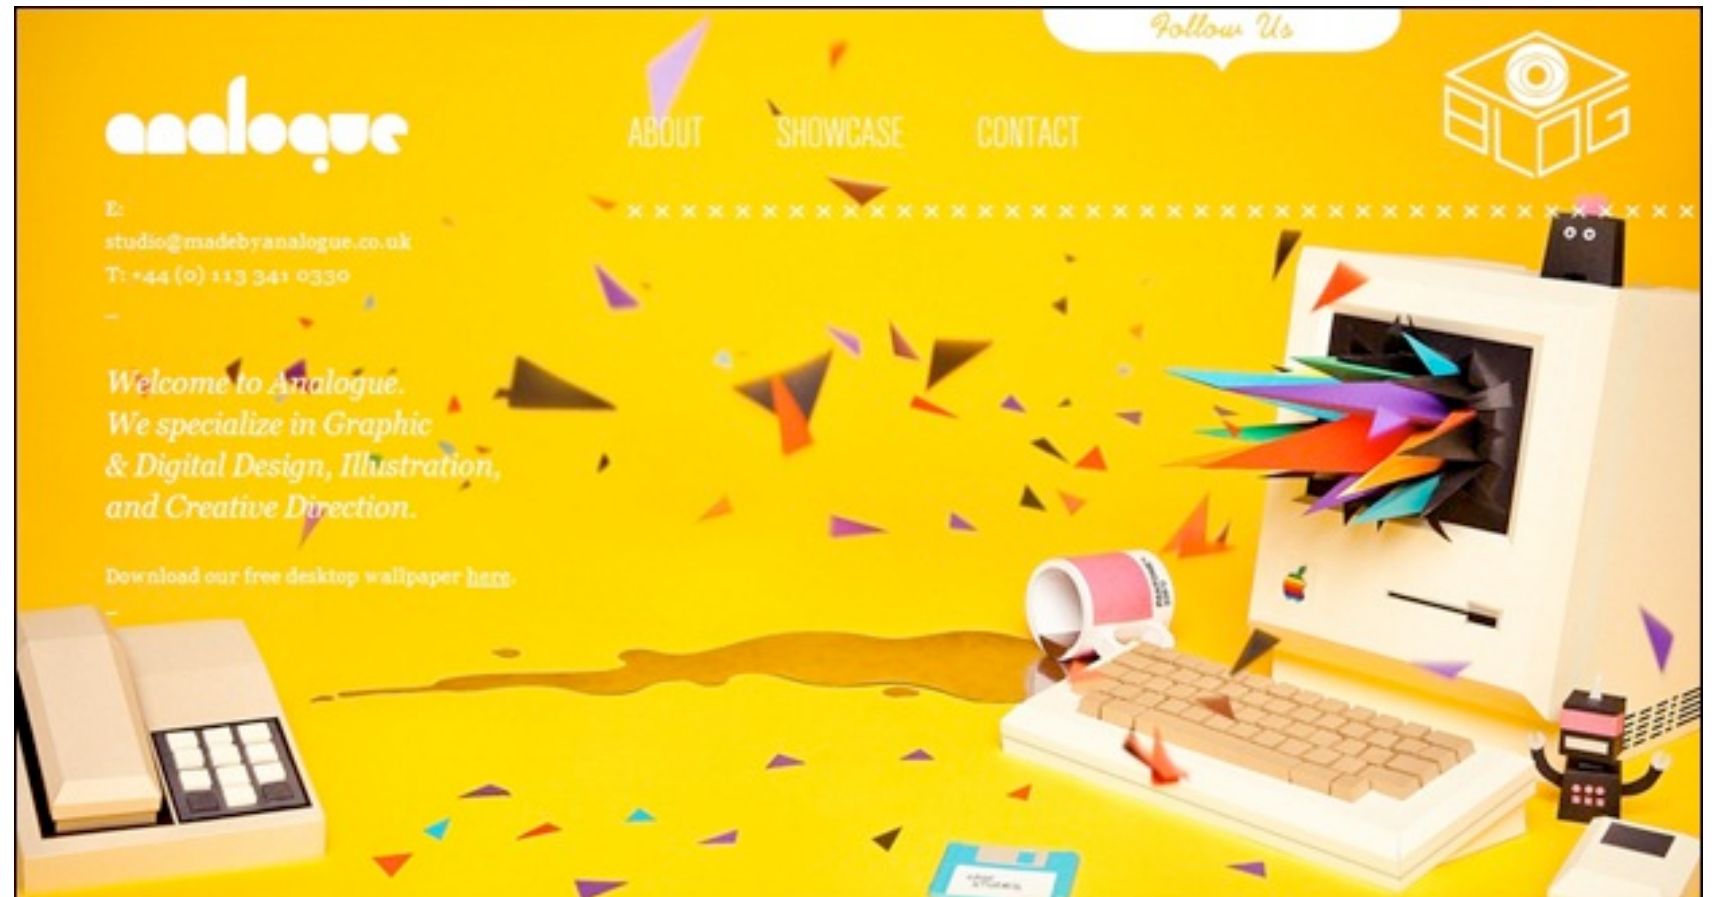 Follow Us
analogue
ABOUT SHOWCASE CONTACT
BLOG
E:
studio@madebyanalogue.co.uk
T: +44 (0) 113 341 0330
Welcome to Analogue.
We specialize in Graphic
& Digital Design, Illustration,
and Creative Direction.
Download our free desktop wallpaper here.